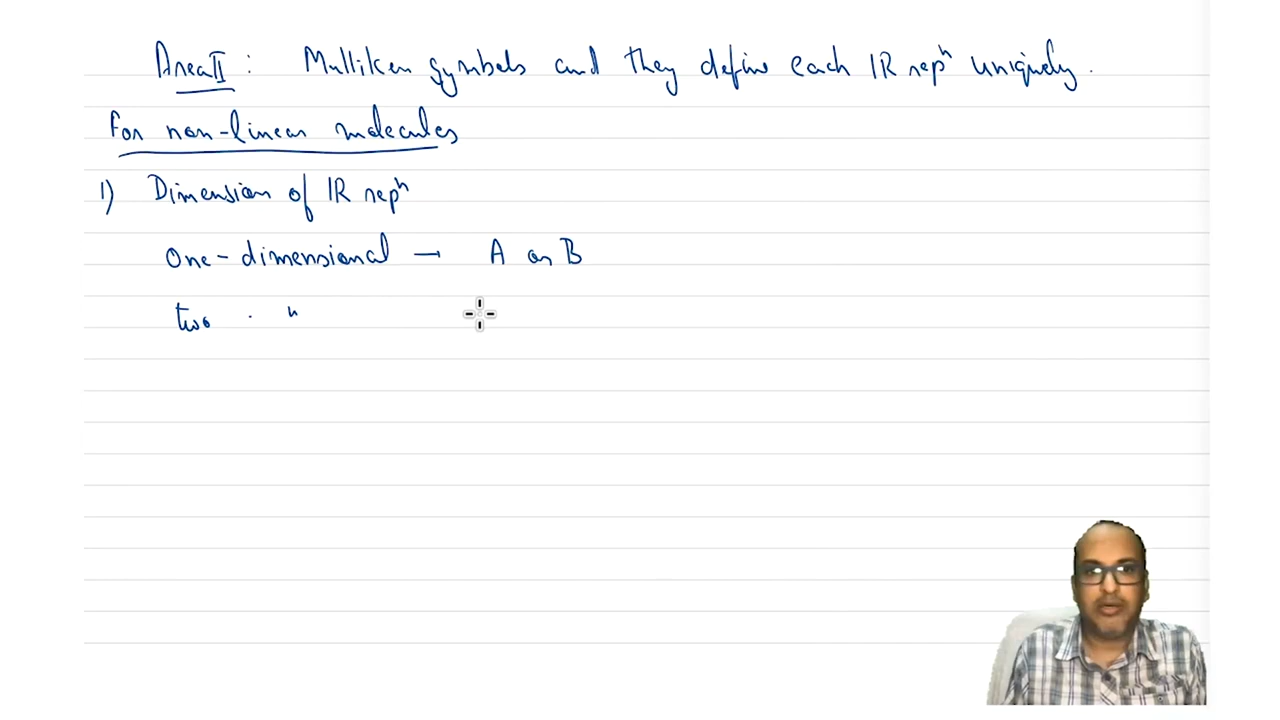 Area II : Mulliken symbols and they define each IR repⁿ uniquely.
For non-linear molecules
1) Dimension of IR repⁿ
One-dimensional → A or B
two · "